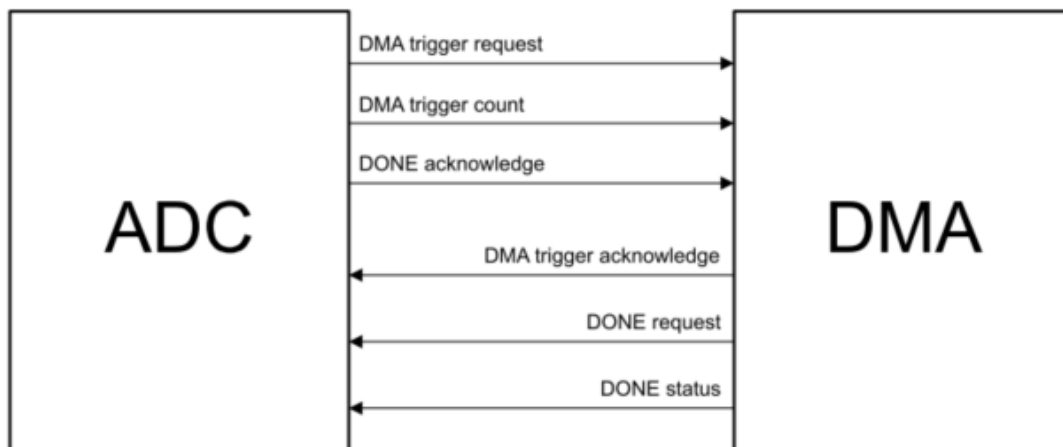 DMA trigger request
DMA trigger count
DONE acknowledge
ADC
DMA
DMA trigger acknowledge
DONE request
DONE status